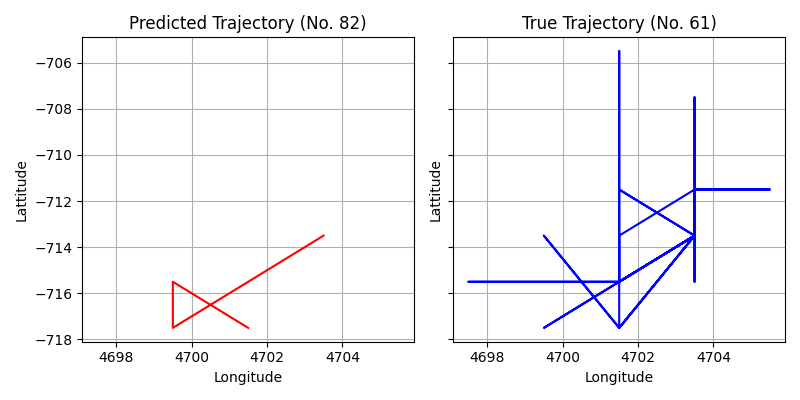 Predicted Trajectory (No. 82)
True Trajectory (No. 61)
−706
−708
−710
−712
−714
−716
−718
Lattitude
Lattitude
4698
4700
4702
4704
4698
4700
4702
4704
Longitude
Longitude